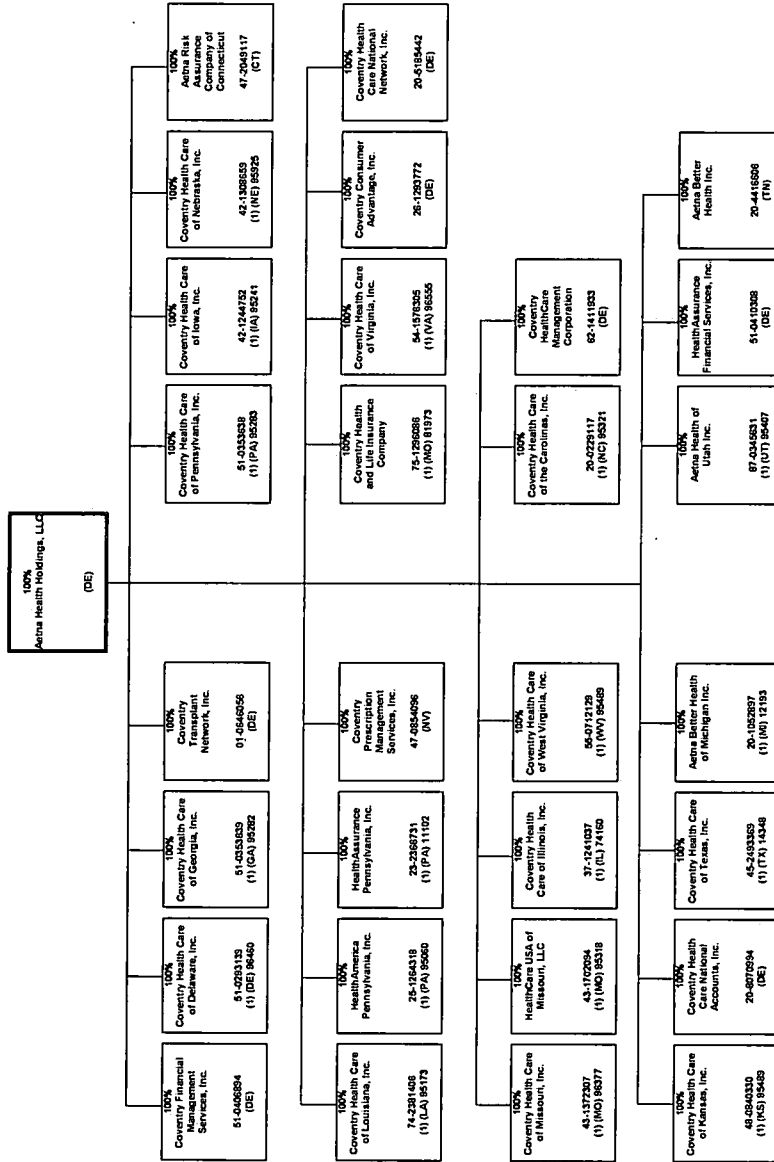 100%
Aetna Health Holdings, LLC
(DE)
100%
Coventry Financial
Management
Services, Inc.
51-0406894
(DE)
100%
Coventry Health Care
of Delaware, Inc.
51-0293139
(1) (DE) 96460
100%
Coventry Health Care
of Georgia, Inc.
51-0353639
(1) (GA) 95282
100%
Coventry
Transplant
Network, Inc.
01-0646056
(DE)
100%
Coventry Health Care
of Pennsylvania, Inc.
51-0353638
(1) (PA) 95283
100%
Coventry Health Care
of Iowa, Inc.
42-1244752
(1) (IA) 95241
100%
Coventry Health Care
of Nebraska, Inc.
42-1308659
(1) (NE) 95925
100%
Aetna Risk
Assurance
Company of
Connecticut
47-2049117
(CT)
100%
Coventry Health Care
of Louisiana, Inc.
74-2381406
(1) (LA) 95173
100%
HealthAmerica
Pennsylvania, Inc.
25-1264318
(1) (PA) 95060
100%
HealthAssurance
Pennsylvania, Inc.
23-2366731
(1) (PA) 11102
100%
Coventry
Prescription
Management
Services, Inc.
47-0854096
(NV)
100%
Coventry Health
and Life Insurance
Company
75-1296086
(1) (MO) 81973
100%
Coventry Health Care
of Virginia, Inc.
54-1576305
(1) (VA) 96555
100%
Coventry Consumer
Advantage, Inc.
26-1293772
(DE)
100%
Coventry Health
Care National
Network, Inc.
20-5185442
(DE)
100%
Coventry Health Care
of Missouri, Inc.
43-1372307
(1) (MO) 96377
100%
HealthCare USA of
Missouri, LLC
43-1702094
(1) (MO) 95318
100%
Coventry Health
Care of Illinois, Inc.
37-1241037
(1) (IL) 74160
100%
Coventry Health Care
of West Virginia, Inc.
55-0712129
(1) (WV) 95489
100%
Coventry Health Care
of the Carolinas, Inc.
20-0229117
(1) (NC) 95321
100%
Coventry
HealthCare
Management
Corporation
62-1411933
(DE)
100%
Coventry Health Care
of Kansas, Inc.
48-0840330
(1) (KS) 95489
100%
Coventry Health
Care National
Accounts, Inc.
20-8070994
(DE)
100%
Coventry Health Care
of Texas, Inc.
45-2493369
(1) (TX) 14348
100%
Aetna Better Health
of Michigan Inc.
20-1052897
(1) (MI) 12193
100%
Aetna Health of
Utah Inc.
87-0345631
(1) (UT) 95407
100%
HealthAssurance
Financial Services, Inc.
51-0410308
(DE)
100%
Aetna Better
Health Inc.
20-4416606
(TN)